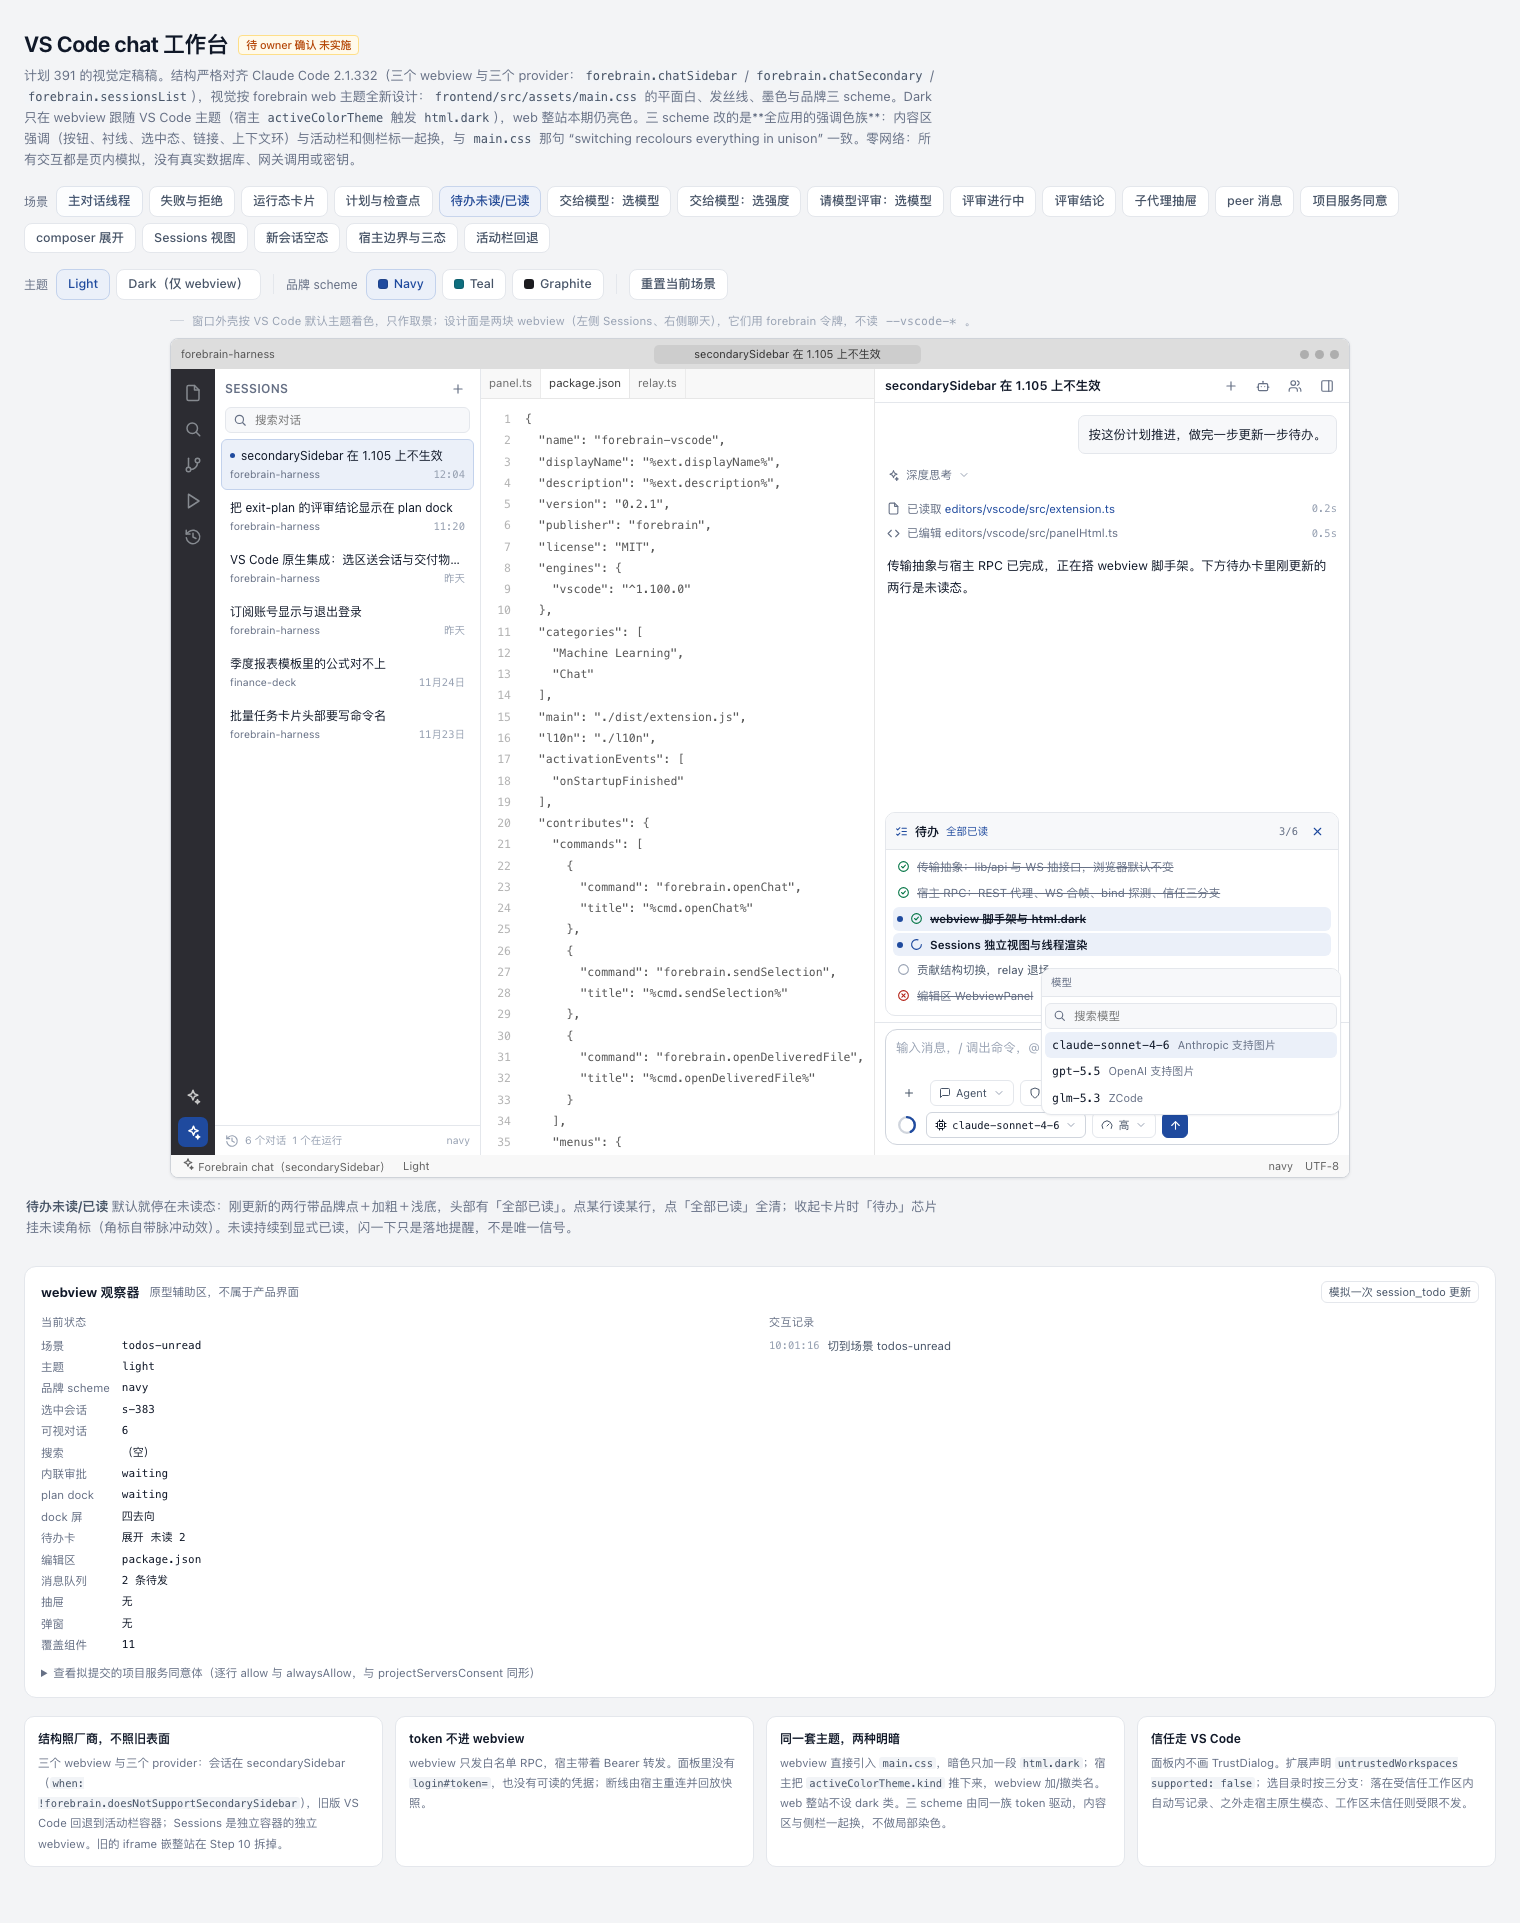 VS Code chat 工作台 待 owner 确认 未实施
计划 391 的视觉定稿稿。结构严格对齐 Claude Code 2.1.332（三个 webview 与三个 provider： forebrain.chatSidebar / forebrain.chatSecondary /
forebrain.sessionsList ），视觉按 forebrain web 主题全新设计： frontend/src/assets/main.css 的平面白、发丝线、墨色与品牌三 scheme。Dark
只在 webview 跟随 VS Code 主题（宿主 activeColorTheme 触发 html.dark ），web 整站本期仍亮色。三 scheme 改的是**全应用的强调色族**：内容区
强调（按钮、衬线、选中态、链接、上下文环）与活动栏和侧栏标一起换，与 main.css 那句 “switching recolours everything in unison” 一致。零网络：所
有交互都是页内模拟，没有真实数据库、网关调用或密钥。
场景 主对话线程 失败与拒绝 运行态卡片 计划与检查点 待办未读/已读 交给模型：选模型 交给模型：选强度 请模型评审：选模型 评审进行中 评审结论 子代理抽屉 peer 消息 项目服务同意
composer 展开 Sessions 视图 新会话空态 宿主边界与三态 活动栏回退
主题 Light Dark（仅 webview） 品牌 scheme Navy Teal Graphite 重置当前场景
窗口外壳按 VS Code 默认主题着色，只作取景；设计面是两块 webview（左侧 Sessions、右侧聊天），它们用 forebrain 令牌，不读 --vscode-* 。
forebrain-harness
secondarySidebar 在 1.105 上不生效
SESSIONS
搜索对话
secondarySidebar 在 1.105 上不生效
forebrain-harness 12:04
把 exit-plan 的评审结论显示在 plan dock
forebrain-harness 11:20
VS Code 原生集成：选区送会话与交付物...
forebrain-harness 昨天
订阅账号显示与退出登录
forebrain-harness 昨天
季度报表模板里的公式对不上
finance-deck 11月24日
批量任务卡片头部要写命令名
forebrain-harness 11月23日
6 个对话 1 个在运行 navy
panel.ts package.json relay.ts
1 {
2 "name": "forebrain-vscode",
3 "displayName": "%ext.displayName%",
4 "description": "%ext.description%",
5 "version": "0.2.1",
6 "publisher": "forebrain",
7 "license": "MIT",
8 "engines": {
9 "vscode": "^1.100.0"
10 },
11 "categories": [
12 "Machine Learning",
13 "Chat"
14 ],
15 "main": "./dist/extension.js",
16 "l10n": "./l10n",
17 "activationEvents": [
18 "onStartupFinished"
19 ],
20 "contributes": {
21 "commands": [
22 {
23 "command": "forebrain.openChat",
24 "title": "%cmd.openChat%"
25 },
26 {
27 "command": "forebrain.sendSelection",
28 "title": "%cmd.sendSelection%"
29 },
30 {
31 "command": "forebrain.openDeliveredFile",
32 "title": "%cmd.openDeliveredFile%"
33 }
34 ],
35 "menus": {
secondarySidebar 在 1.105 上不生效
按这份计划推进，做完一步更新一步待办。
深度思考
已读取 editors/vscode/src/extension.ts 0.2s
已编辑 editors/vscode/src/panelHtml.ts 0.5s
传输抽象与宿主 RPC 已完成，正在搭 webview 脚手架。下方待办卡里刚更新的
两行是未读态。
待办 全部已读 3/6
传输抽象：lib/api 与 WS 抽接口，浏览器默认不变
宿主 RPC：REST 代理、WS 合帧、bind 探测、信任三分支
webview 脚手架与 html.dark
Sessions 独立视图与线程渲染
贡献结构切换，relay 退场
编辑区 WebviewPanel
模型
搜索模型
claude-sonnet-4-6 Anthropic 支持图片
gpt-5.5 OpenAI 支持图片
glm-5.3 ZCode
输入消息，/ 调出命令，@
Agent
claude-sonnet-4-6 高
Forebrain chat（secondarySidebar） Light navy UTF-8
待办未读/已读 默认就停在未读态：刚更新的两行带品牌点＋加粗＋浅底，头部有「全部已读」。点某行读某行，点「全部已读」全清；收起卡片时「待办」芯片
挂未读角标（角标自带脉冲动效）。未读持续到显式已读，闪一下只是落地提醒，不是唯一信号。
webview 观察器 原型辅助区，不属于产品界面 模拟一次 session_todo 更新
当前状态
场景 todos-unread
主题 light
品牌 scheme navy
选中会话 s-383
可视对话 6
搜索 （空）
内联审批 waiting
plan dock waiting
dock 屏 四去向
待办卡 展开 未读 2
编辑区 package.json
消息队列 2 条待发
抽屉 无
弹窗 无
覆盖组件 11
交互记录
10:01:16 切到场景 todos-unread
查看拟提交的项目服务同意体（逐行 allow 与 alwaysAllow，与 projectServersConsent 同形）
结构照厂商，不照旧表面
三个 webview 与三个 provider：会话在 secondarySidebar
（when:
!forebrain.doesNotSupportSecondarySidebar），旧版 VS
Code 回退到活动栏容器；Sessions 是独立容器的独立
webview。旧的 iframe 嵌整站在 Step 10 拆掉。
token 不进 webview
webview 只发白名单 RPC，宿主带着 Bearer 转发。面板里没有
login#token= ，也没有可读的凭据；断线由宿主重连并回放快
照。
同一套主题，两种明暗
webview 直接引入 main.css，暗色只加一段 html.dark；宿
主把 activeColorTheme.kind 推下来，webview 加/撤类名。
web 整站不设 dark 类。三 scheme 由同一族 token 驱动，内容
区与侧栏一起换，不做局部染色。
信任走 VS Code
面板内不画 TrustDialog。扩展声明 untrustedWorkspaces
supported: false；选目录时按三分支：落在受信任工作区内
自动写记录、之外走宿主原生模态、工作区未信任则受限不发。